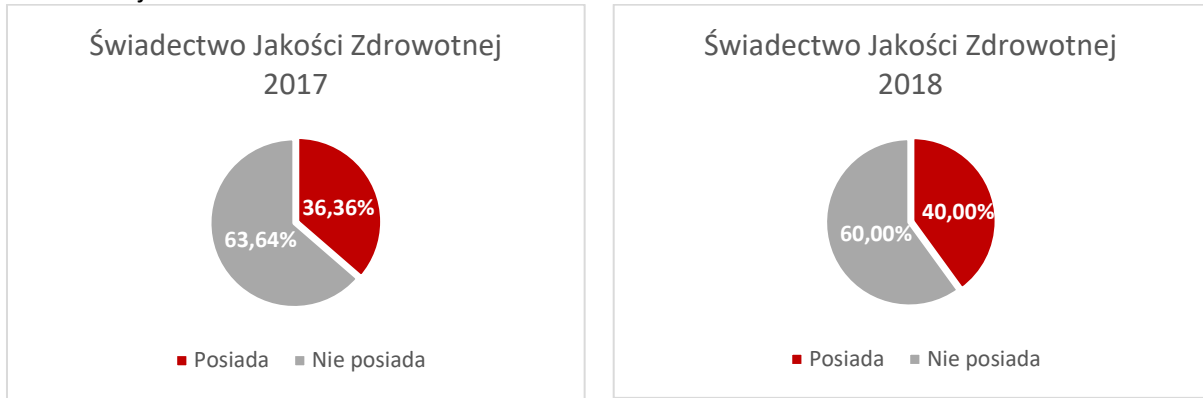 Świadectwo Jakości Zdrowotnej
2017
36,36%
63,64%
Posiada Nie posiada
Świadectwo Jakości Zdrowotnej
2018
40,00%
60,00%
Posiada Nie posiada